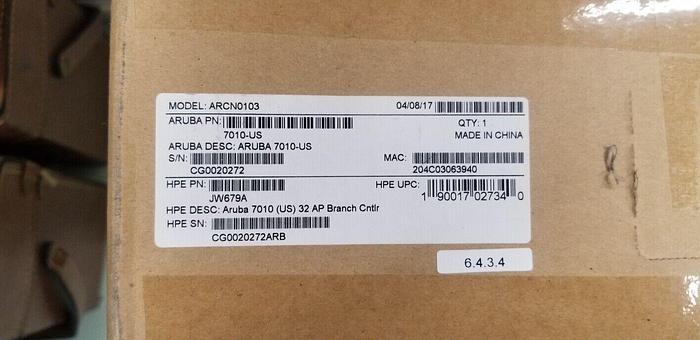 MODEL: ARCN0103 04/08/17
ARUBA PN: QTY: 1
7010-US MADE IN CHINA
ARUBA DESC: ARUBA 7010-US
S/N: MAC:
CG0020272 204C03063940
HPE PN: HPE UPC:
JW679A 1 90017 02734 0
HPE DESC: Aruba 7010 (US) 32 AP Branch Cntlr
HPE SN:
CG0020272ARB
6.4.3.4